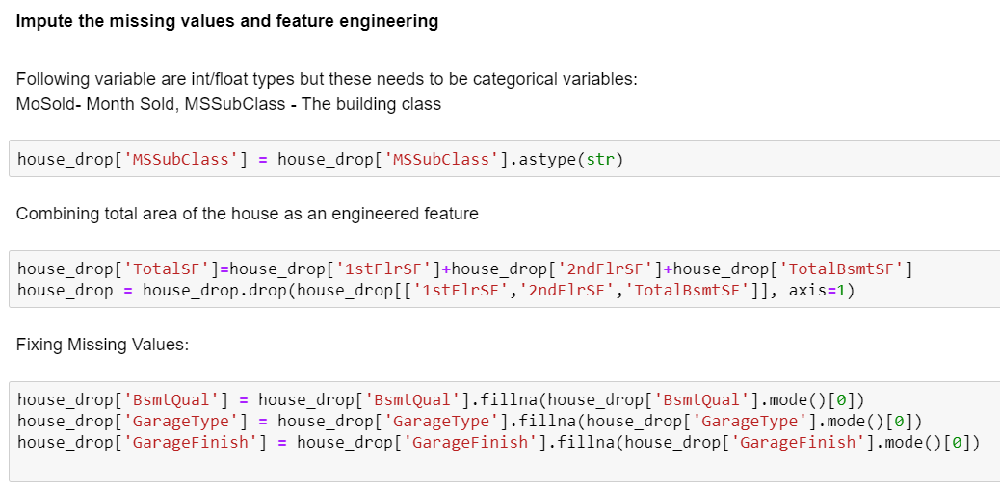 Impute the missing values and feature engineering
Following variable are int/float types but these needs to be categorical variables:
MoSold- Month Sold, MSSubClass - The building class
house_drop['MSSubClass'] = house_drop['MSSubClass'].astype(str)
Combining total area of the house as an engineered feature
house_drop['TotalSF']=house_drop['1stFlrSF']+house_drop['2ndFlrSF']+house_drop['TotalBsmtSF']
house_drop = house_drop.drop(house_drop[['1stFlrSF','2ndFlrSF','TotalBsmtSF']], axis=1)
Fixing Missing Values:
house_drop['BsmtQual'] = house_drop['BsmtQual'].fillna(house_drop['BsmtQual'].mode()[0])
house_drop['GarageType'] = house_drop['GarageType'].fillna(house_drop['GarageType'].mode()[0])
house_drop['GarageFinish'] = house_drop['GarageFinish'].fillna(house_drop['GarageFinish'].mode()[0])